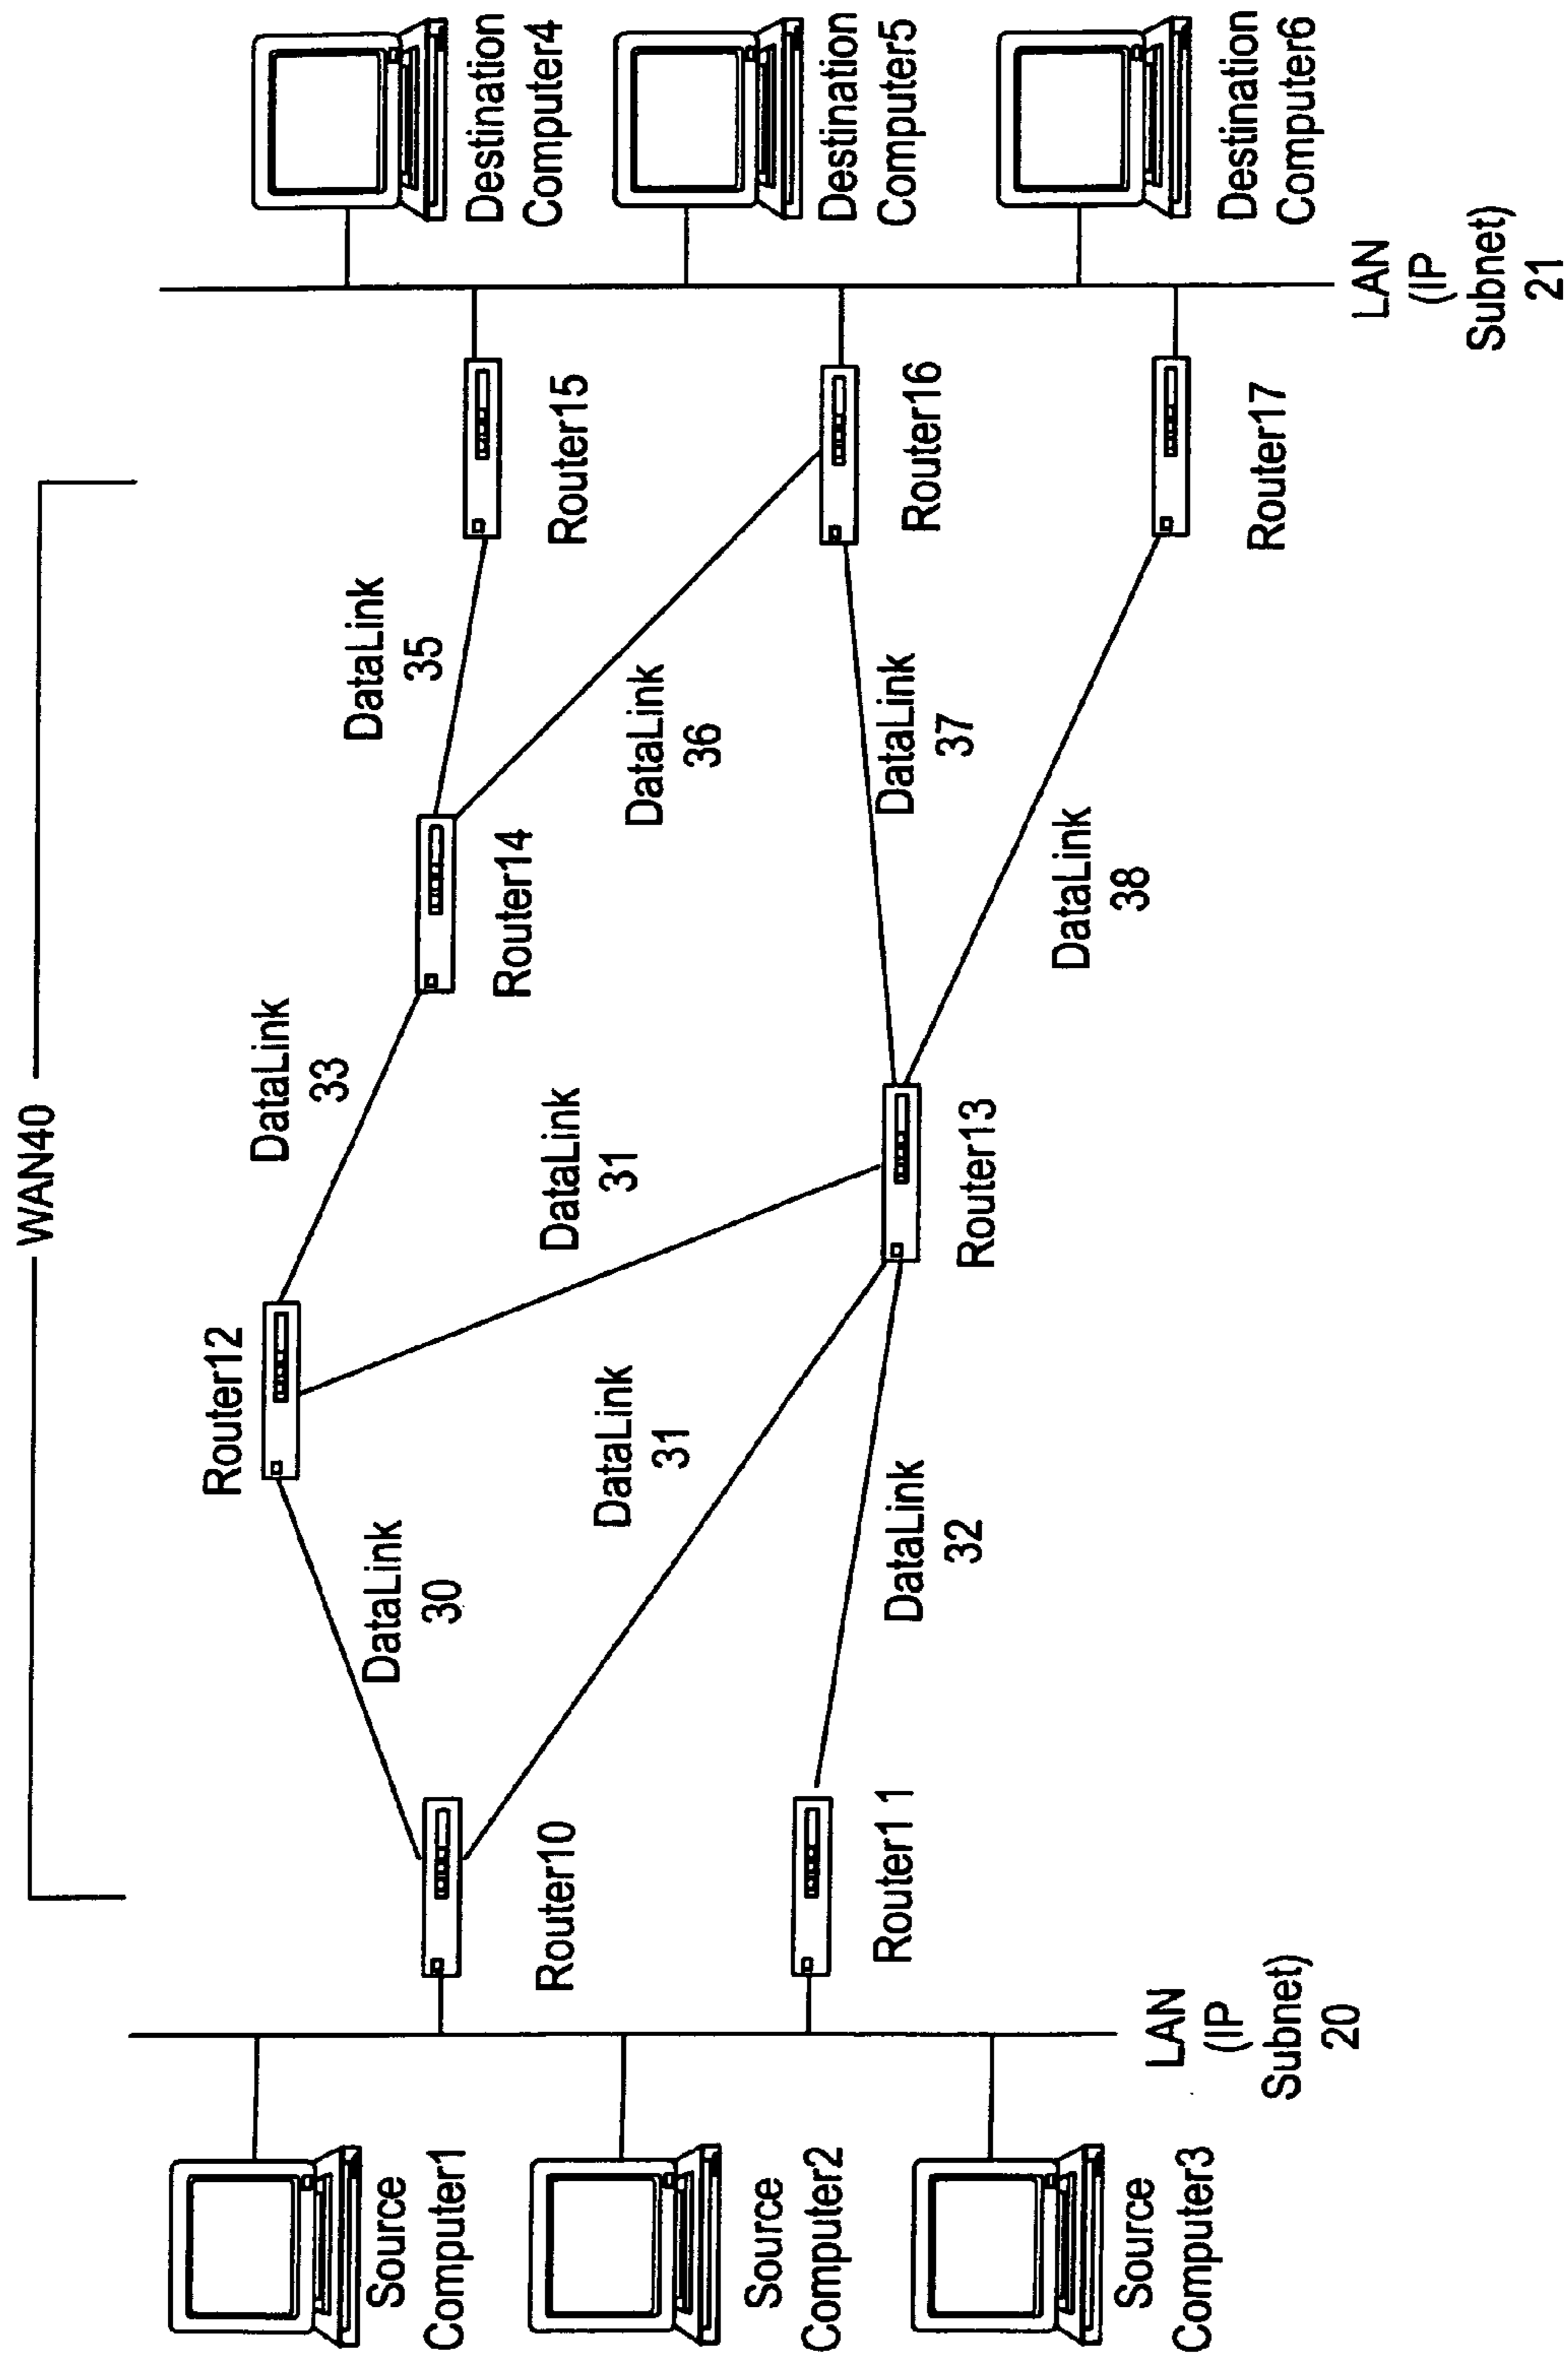 WAN40
Source
Computer1
Source
Computer2
Source
Computer3
LAN
(IP
Subnet)
20
Router10
Router1 1
DataLink
30
DataLink
31
DataLink
32
Router12
DataLink
31
Router13
DataLink
33
Router14
DataLink
35
DataLink
36
DataLink
37
DataLink
38
Router15
Router16
Router17
LAN
(IP
Subnet)
21
Destination
Computer4
Destination
Computer5
Destination
Computer6